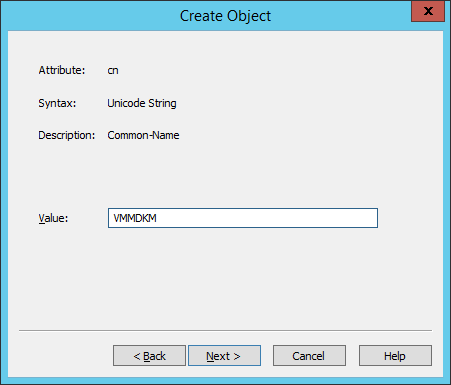 Create Object
X
Attribute: cn
Syntax: Unicode String
Description: Common-Name
Value: VMMDKM
< Back Next > Cancel Help